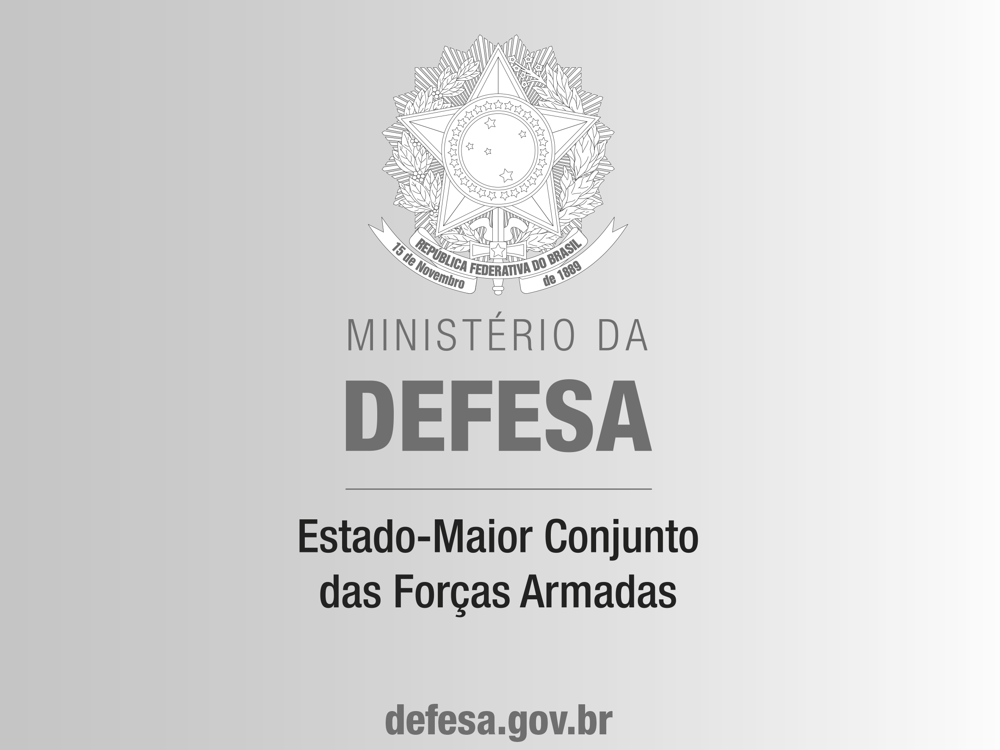 REPÚBLICA FEDERATIVA DO BRASIL
15 de Novembro de 1889
MINISTÉRIO DA
DEFESA
Estado-Maior Conjunto
das Forças Armadas
defesa.gov.br